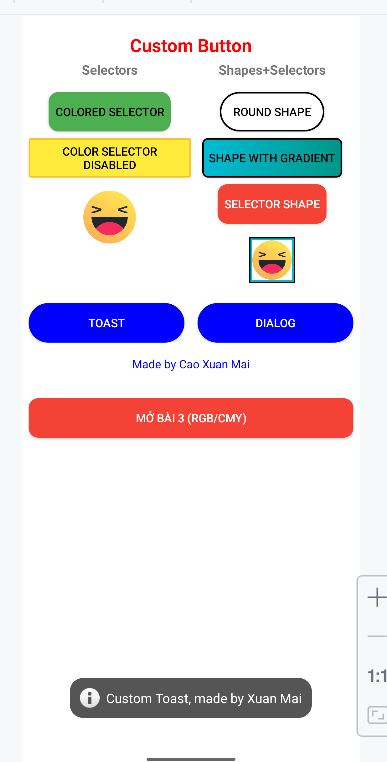 Custom Button
Selectors
Shapes+Selectors
COLORED SELECTOR
ROUND SHAPE
COLOR SELECTOR
DISABLED
SHAPE WITH GRADIENT
SELECTOR SHAPE
TOAST
DIALOG
Made by Cao Xuan Mai
MỞ BÀI 3 (RGB/CMY)
1:1
Custom Toast, made by Xuan Mai